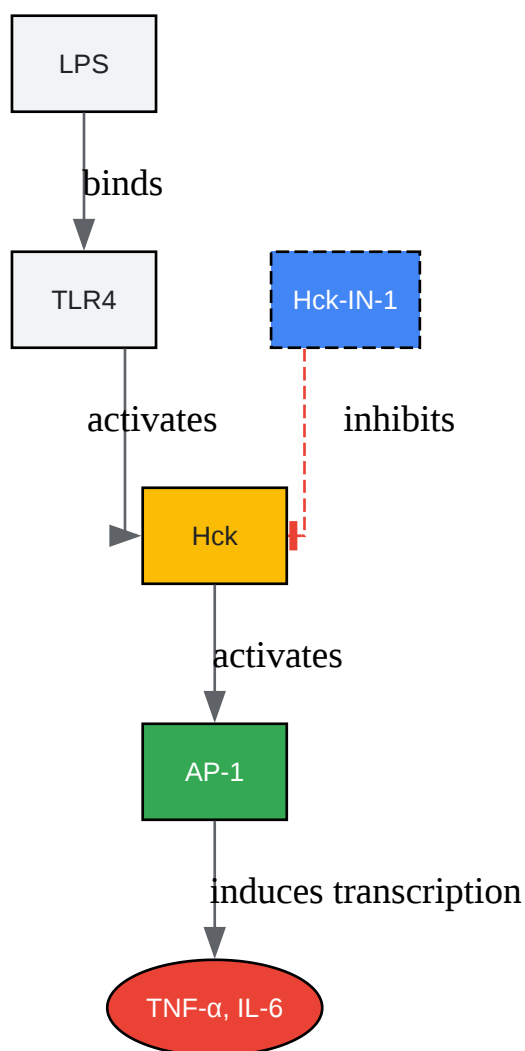 LPS
binds
TLR4
Hck-IN-1
activates
inhibits
Hck
activates
AP-1
induces transcription
TNF-α, IL-6